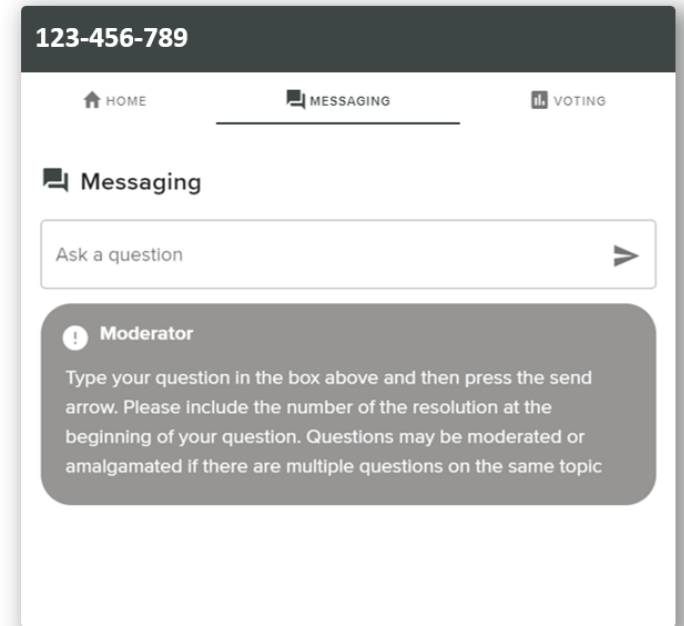 123-456-789
HOME MESSAGING VOTING
Messaging
Ask a question
Moderator
Type your question in the box above and then press the send
arrow. Please include the number of the resolution at the
beginning of your question. Questions may be moderated or
amalgamated if there are multiple questions on the same topic